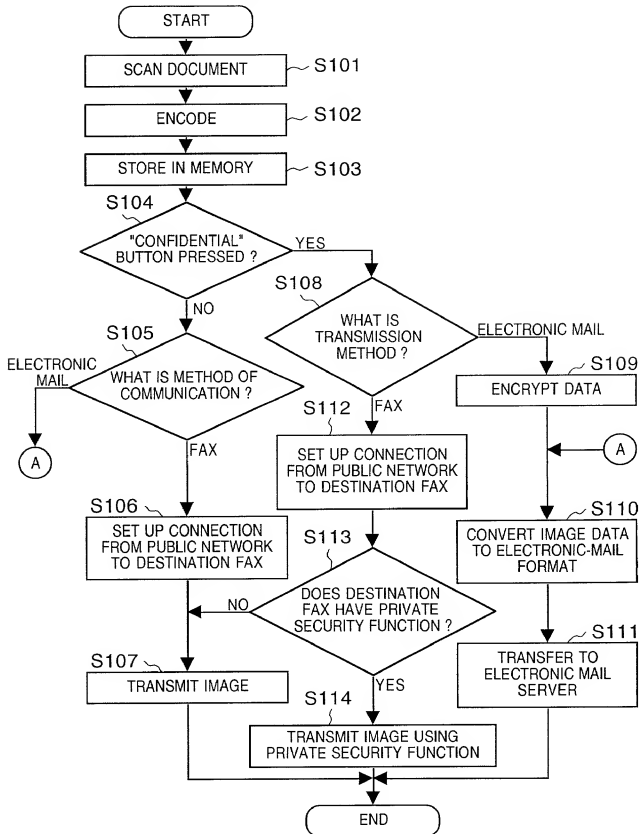 START
SCAN DOCUMENT
S101
ENCODE
S102
STORE IN MEMORY
S103
S104
"CONFIDENTIAL"
BUTTON PRESSED ?
YES
NO
S108
WHAT IS
TRANSMISSION
METHOD ?
ELECTRONIC MAIL
FAX
S105
ELECTRONIC
MAIL
WHAT IS METHOD OF
COMMUNICATION ?
FAX
A
S109
ENCRYPT DATA
A
S112
SET UP CONNECTION
FROM PUBLIC NETWORK
TO DESTINATION FAX
S106
SET UP CONNECTION
FROM PUBLIC NETWORK
TO DESTINATION FAX
S110
CONVERT IMAGE DATA
TO ELECTRONIC-MAIL
FORMAT
S113
DOES DESTINATION
FAX HAVE PRIVATE
SECURITY FUNCTION ?
NO
YES
S107
TRANSMIT IMAGE
S111
TRANSFER TO
ELECTRONIC MAIL
SERVER
S114
TRANSMIT IMAGE USING
PRIVATE SECURITY FUNCTION
END